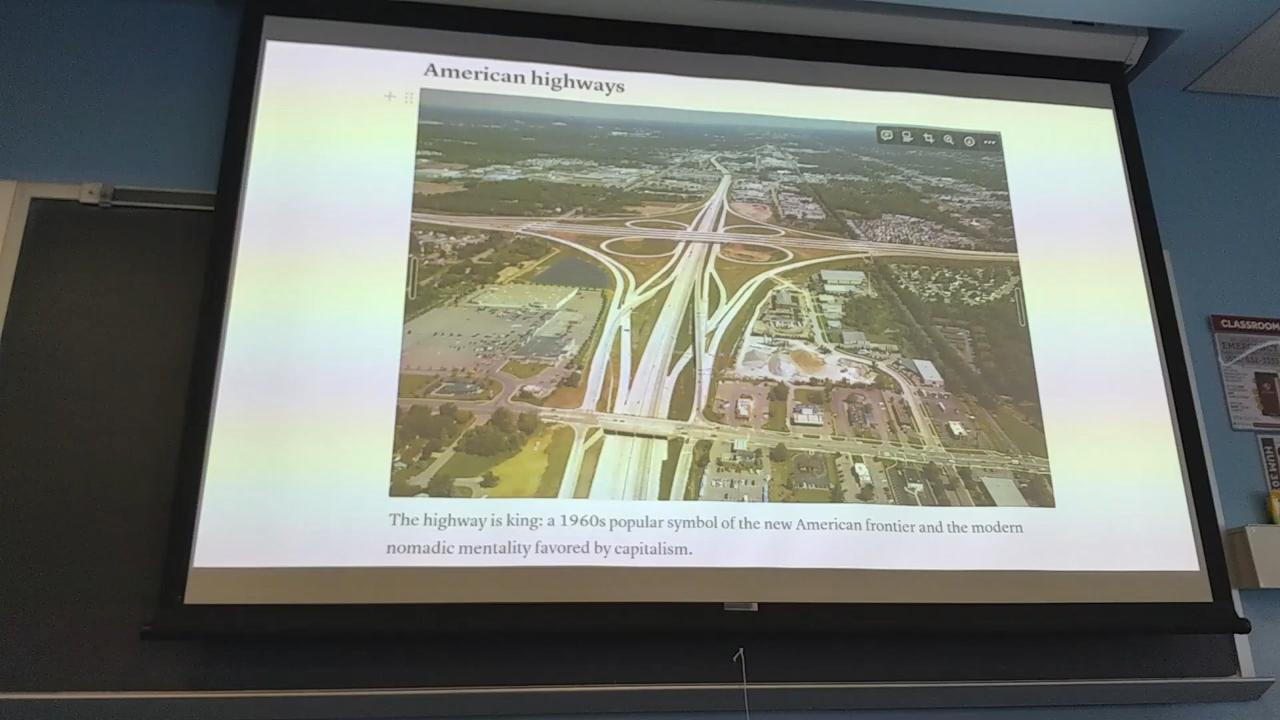 American highways
The highway is king: a 1960s popular symbol of the new American frontier and the modern
nomadic mentality favored by capitalism.
CLASSROOM